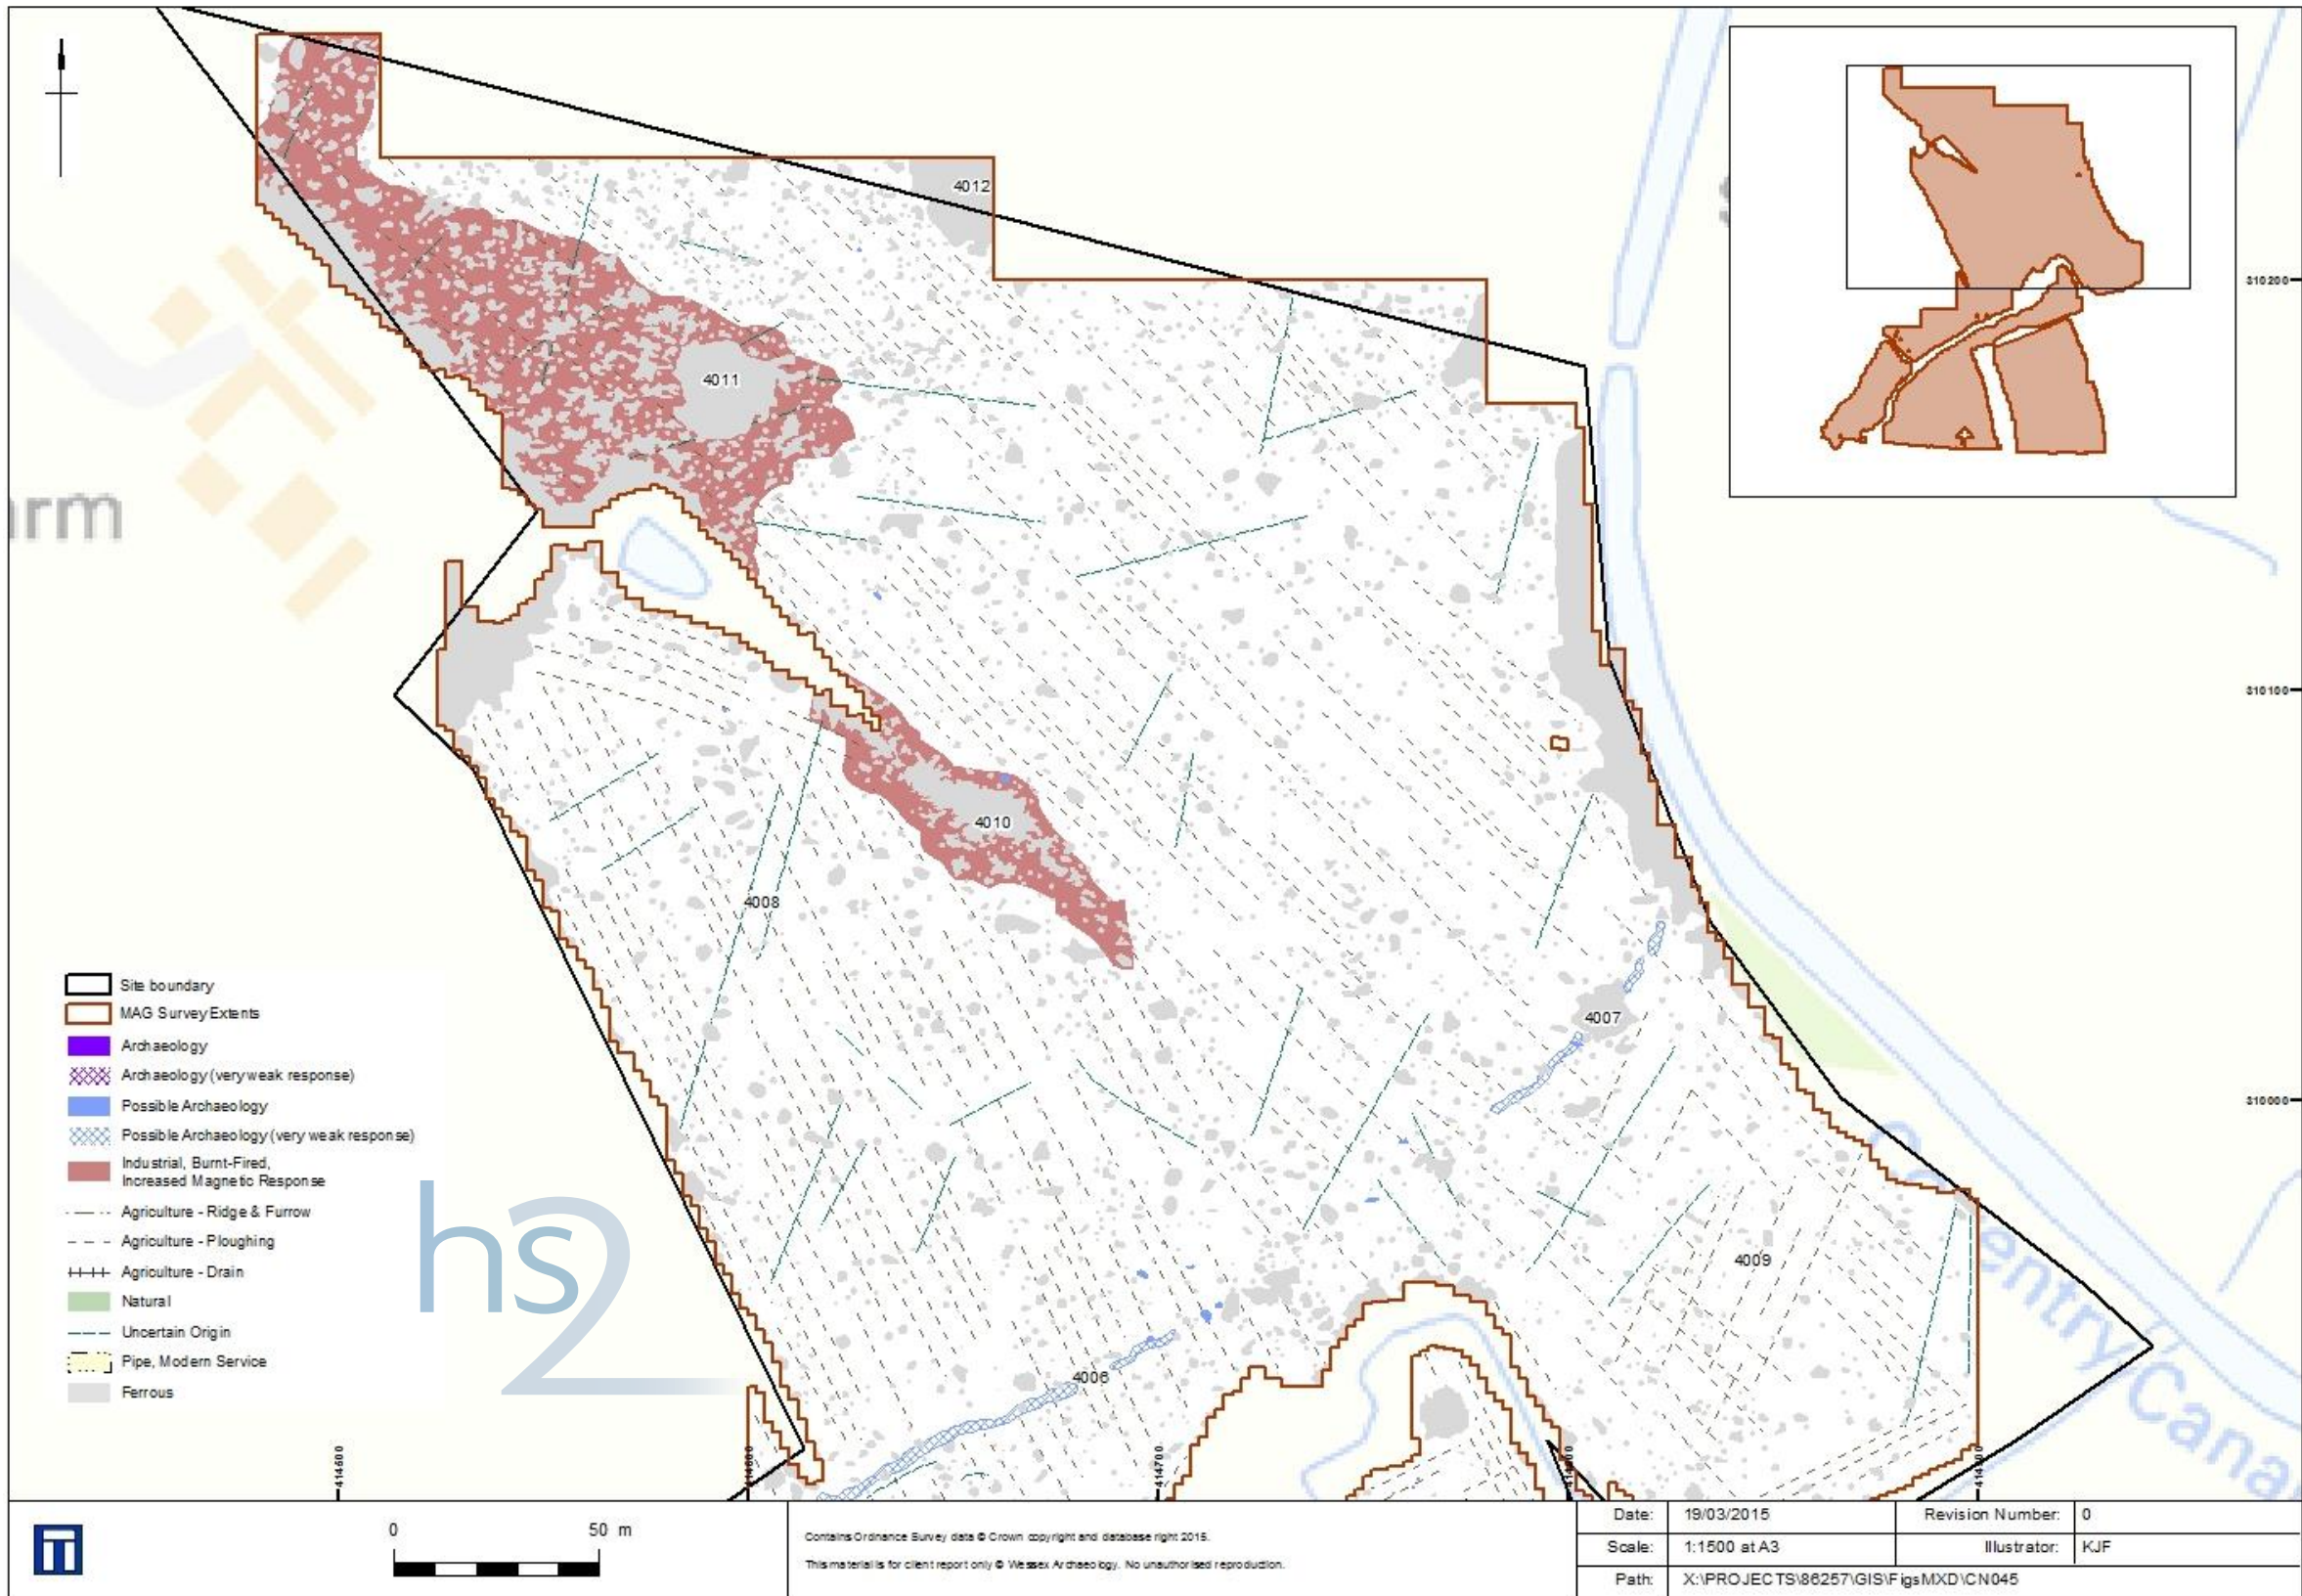 4012
310200
4011
arm
310100
4010
4008
4007
310000
4009
4006
Site boundary
MAG Survey Extents
Archaeology
Archaeology (very weak response)
Possible Archaeology
Possible Archaeology (very weak response)
Industrial, Burnt-Fired,
Increased Magnetic Response
Agriculture - Ridge & Furrow
Agriculture - Ploughing
Agriculture - Drain
Natural
Uncertain Origin
Pipe, Modern Service
Ferrous
hs2
entry Cana
414700
0 50 m
Contains Ordnance Survey data © Crown copyright and database right 2015.
This material is for client report only © Wessex Archaeology. No unauthorised reproduction.
Date: 19/03/2015 Revision Number: 0
Scale: 1:1500 at A3 Illustrator: KJF
Path: X:\PROJECTS\86257\GIS\FigsMXD\CN045